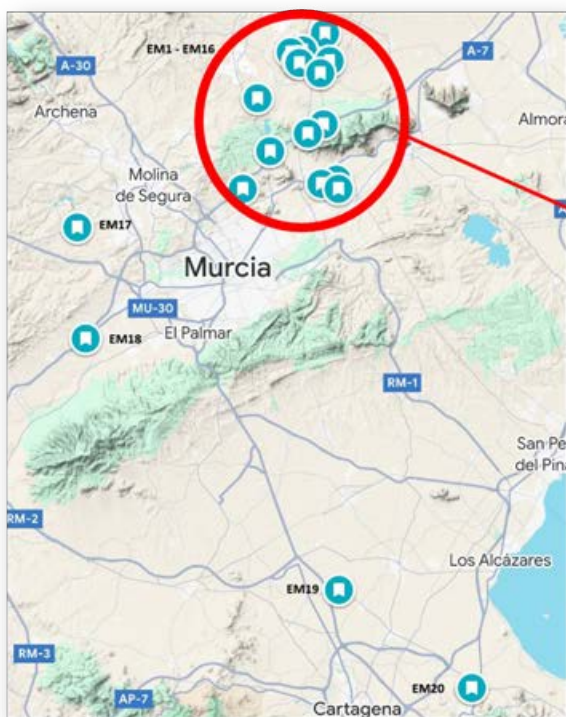 EM1 - EM16
A-7
A-30
Archena
Almora
Molina
de Segura
EM17
Murcia
MU-30
EM18
El Palmar
RM-1
San Pe
del Pina
RM-2
Los Alcázares
EM19
RM-3
EM20
AP-7
Cartagena